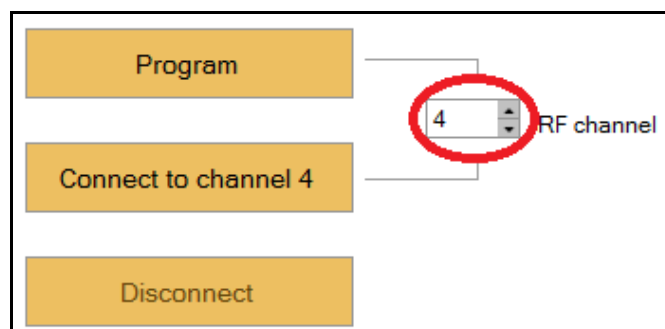 Program
4
RF channel
Connect to channel 4
Disconnect